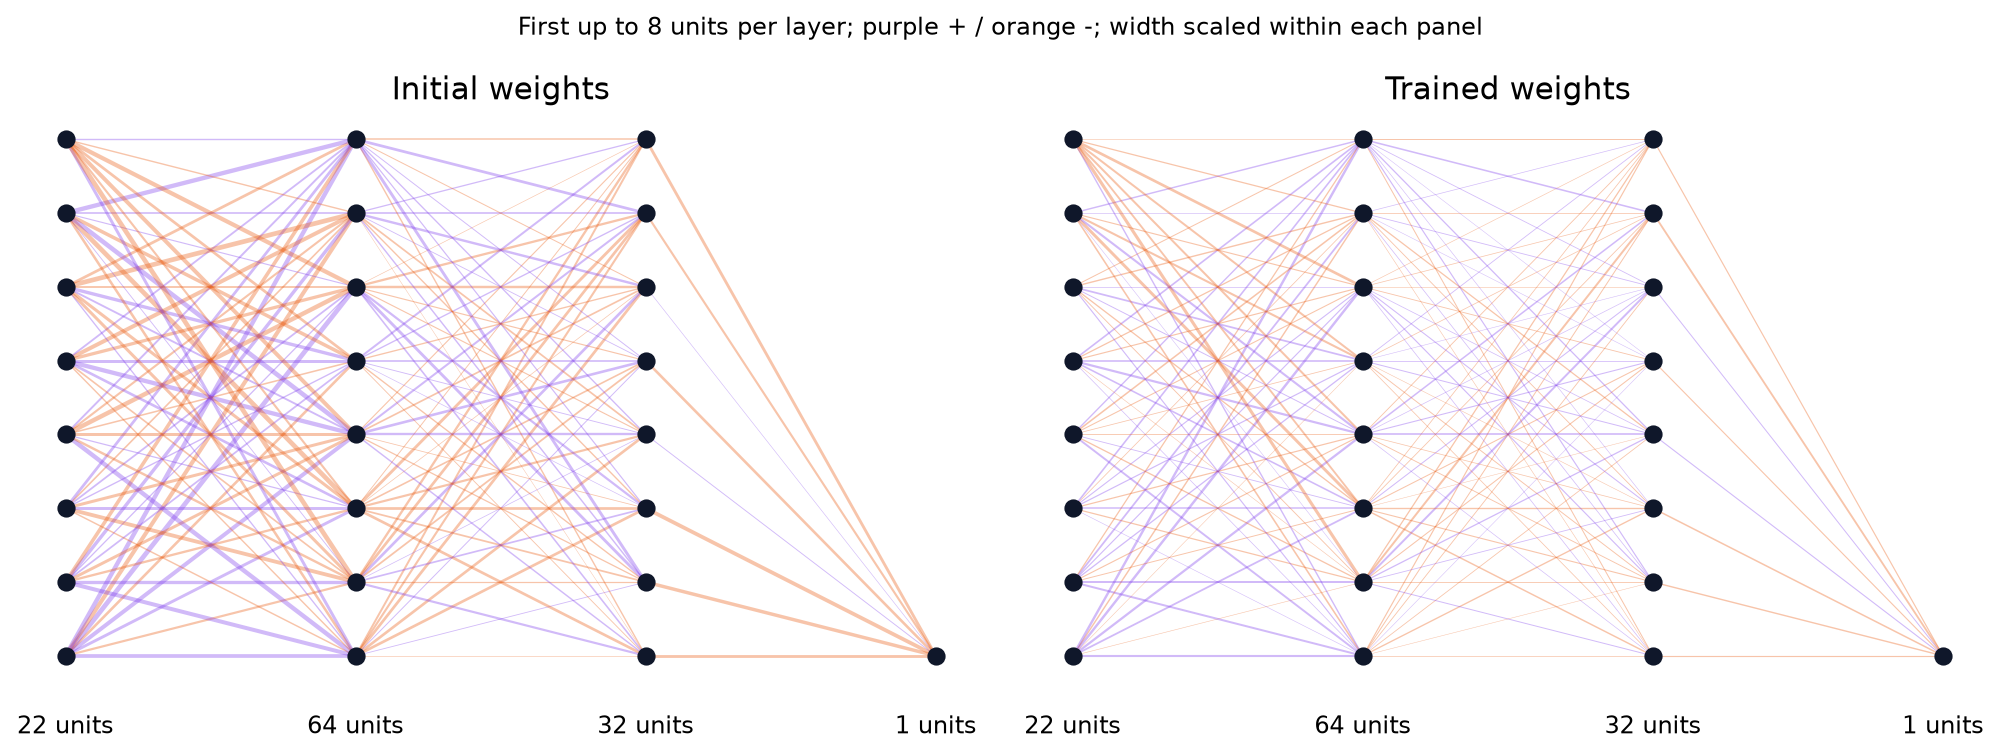 First up to 8 units per layer; purple + / orange -; width scaled within each panel
Initial weights
Trained weights
22 units
64 units
32 units
1 units
22 units
64 units
32 units
1 units